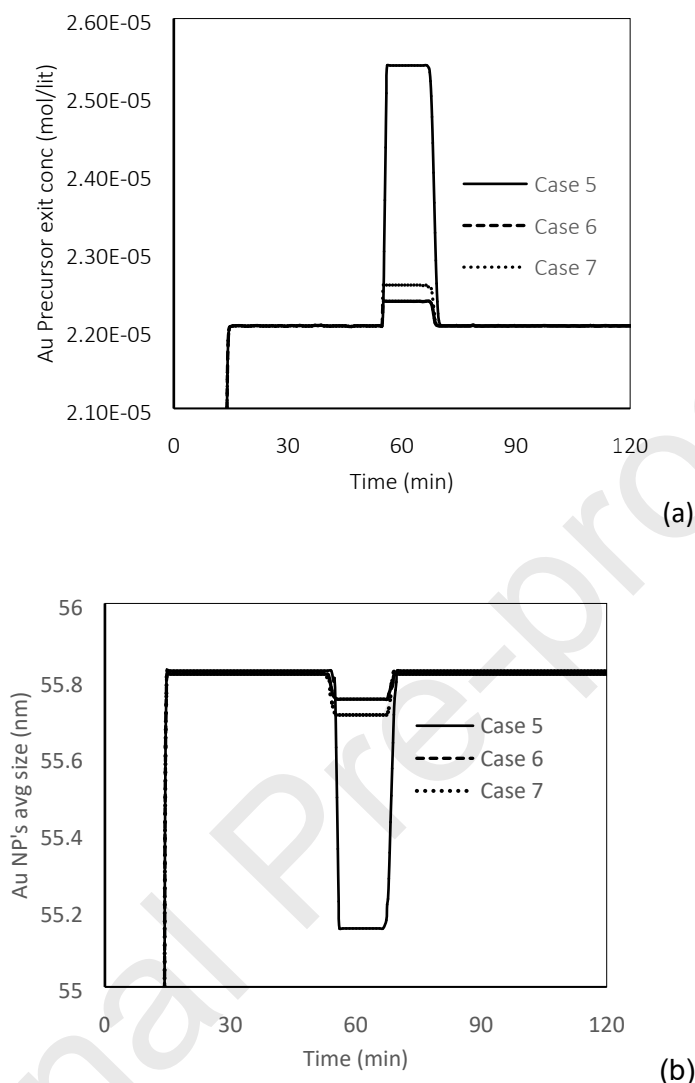 2.60E-05
2.50E-05
2.40E-05
2.30E-05
2.20E-05
2.10E-05
Au Precursor exit conc (mol/lit)
Case 5
Case 6
Case 7
0 30 60 90 120
Time (min)
(a)
56
55.8
55.6
55.4
55.2
55
Au NP's avg size (nm)
Case 5
Case 6
Case 7
0 30 60 90 120
Time (min)
(b)
nal Pre-pro